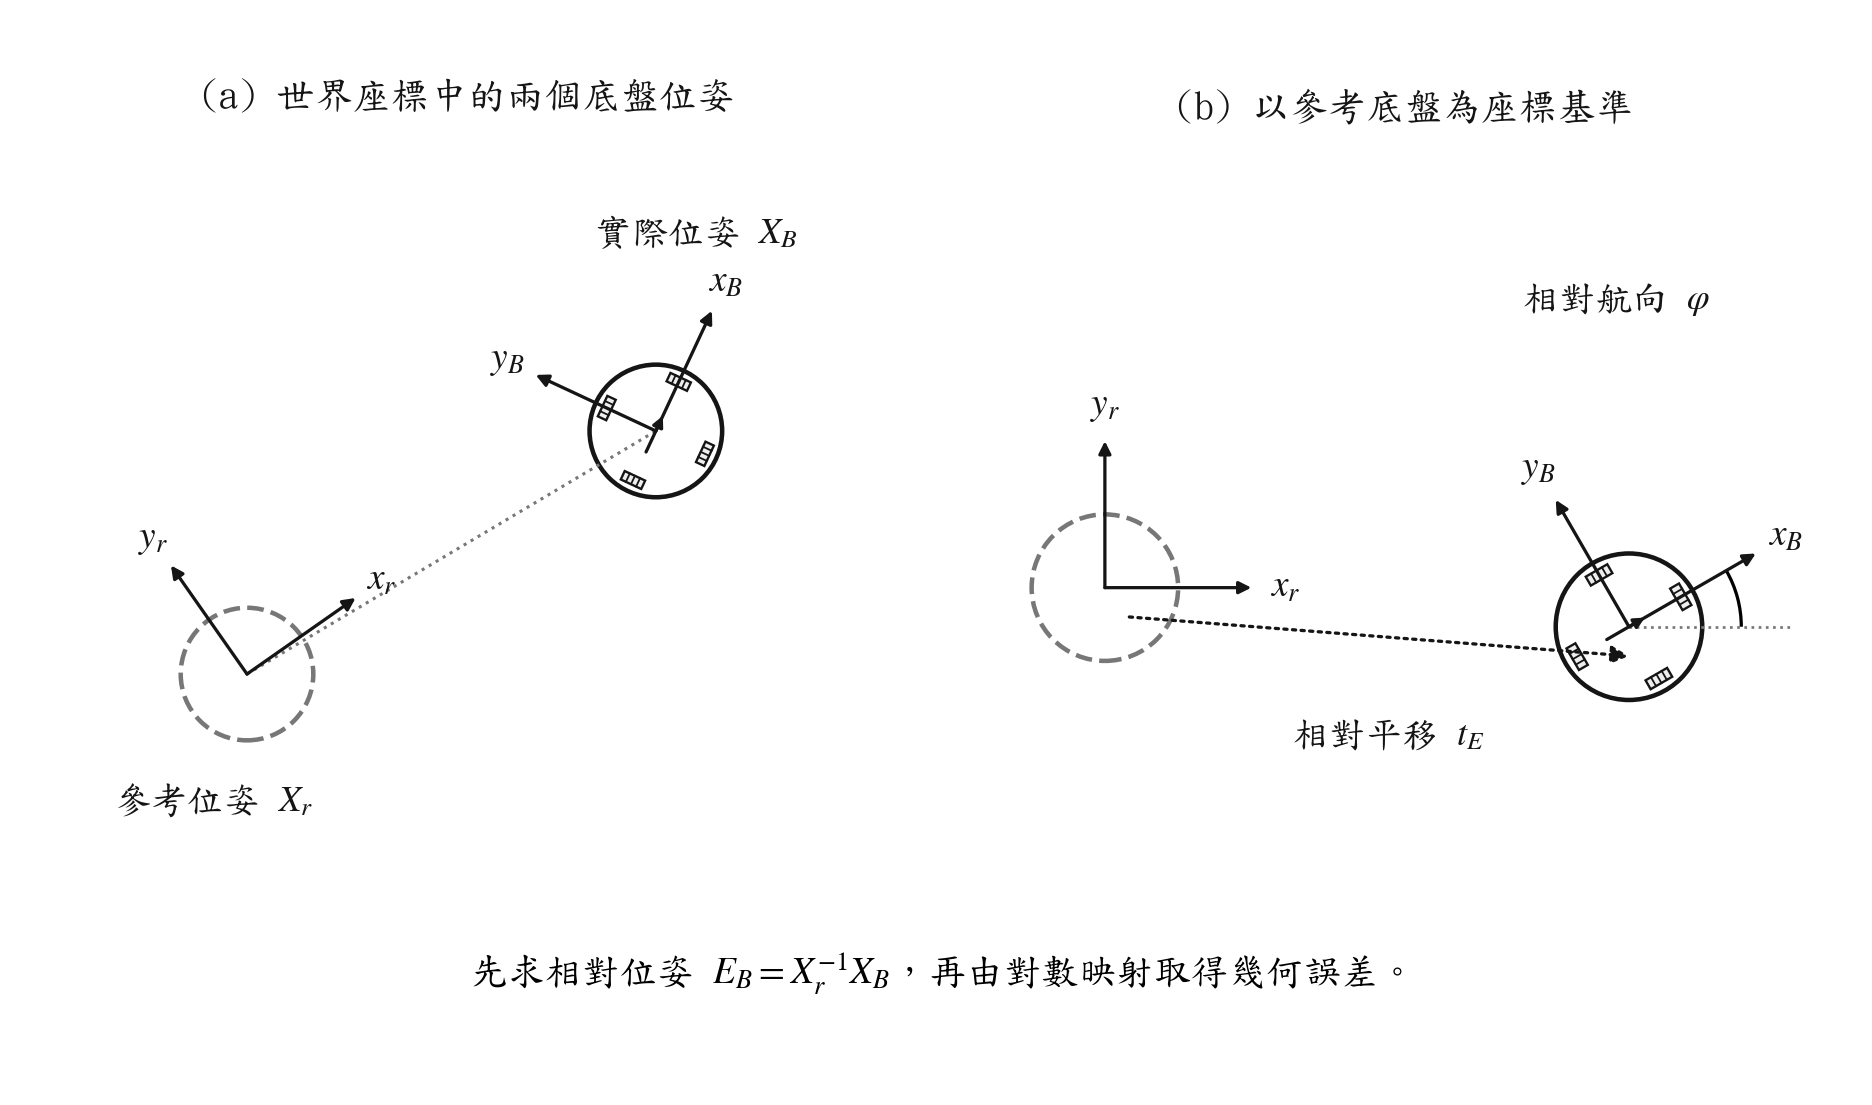 (a) 世界座標中的兩個底盤位姿
(b) 以參考底盤為座標基準
實際位姿 X_B
x_B
相對航向 φ
y_B
y_r
y_B
x_B
y_r
x_r
x_r
相對平移 t_E
參考位姿 X_r
先求相對位姿 E_B = X_r^{-1} X_B，再由對數映射取得幾何誤差。